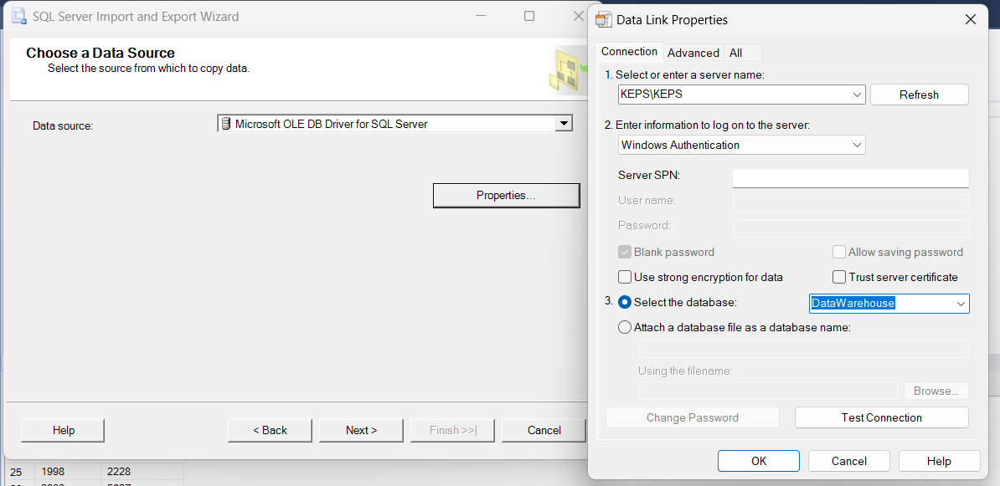 SQL Server Import and Export Wizard
Choose a Data Source
Select the source from which to copy data.
Data source:
Microsoft OLE DB Driver for SQL Server
Properties...
Help
< Back
Next >
Finish >>|
Cancel
25 1998 2228
Data Link Properties
Connection Advanced All
1. Select or enter a server name:
KEPS\KEPS
Refresh
2. Enter information to log on to the server:
Windows Authentication
Server SPN:
User name:
Password:
Blank password
Allow saving password
Use strong encryption for data
Trust server certificate
3. Select the database:
DataWarehouse
Attach a database file as a database name:
Using the filename:
Browse...
Change Password
Test Connection
OK
Cancel
Help